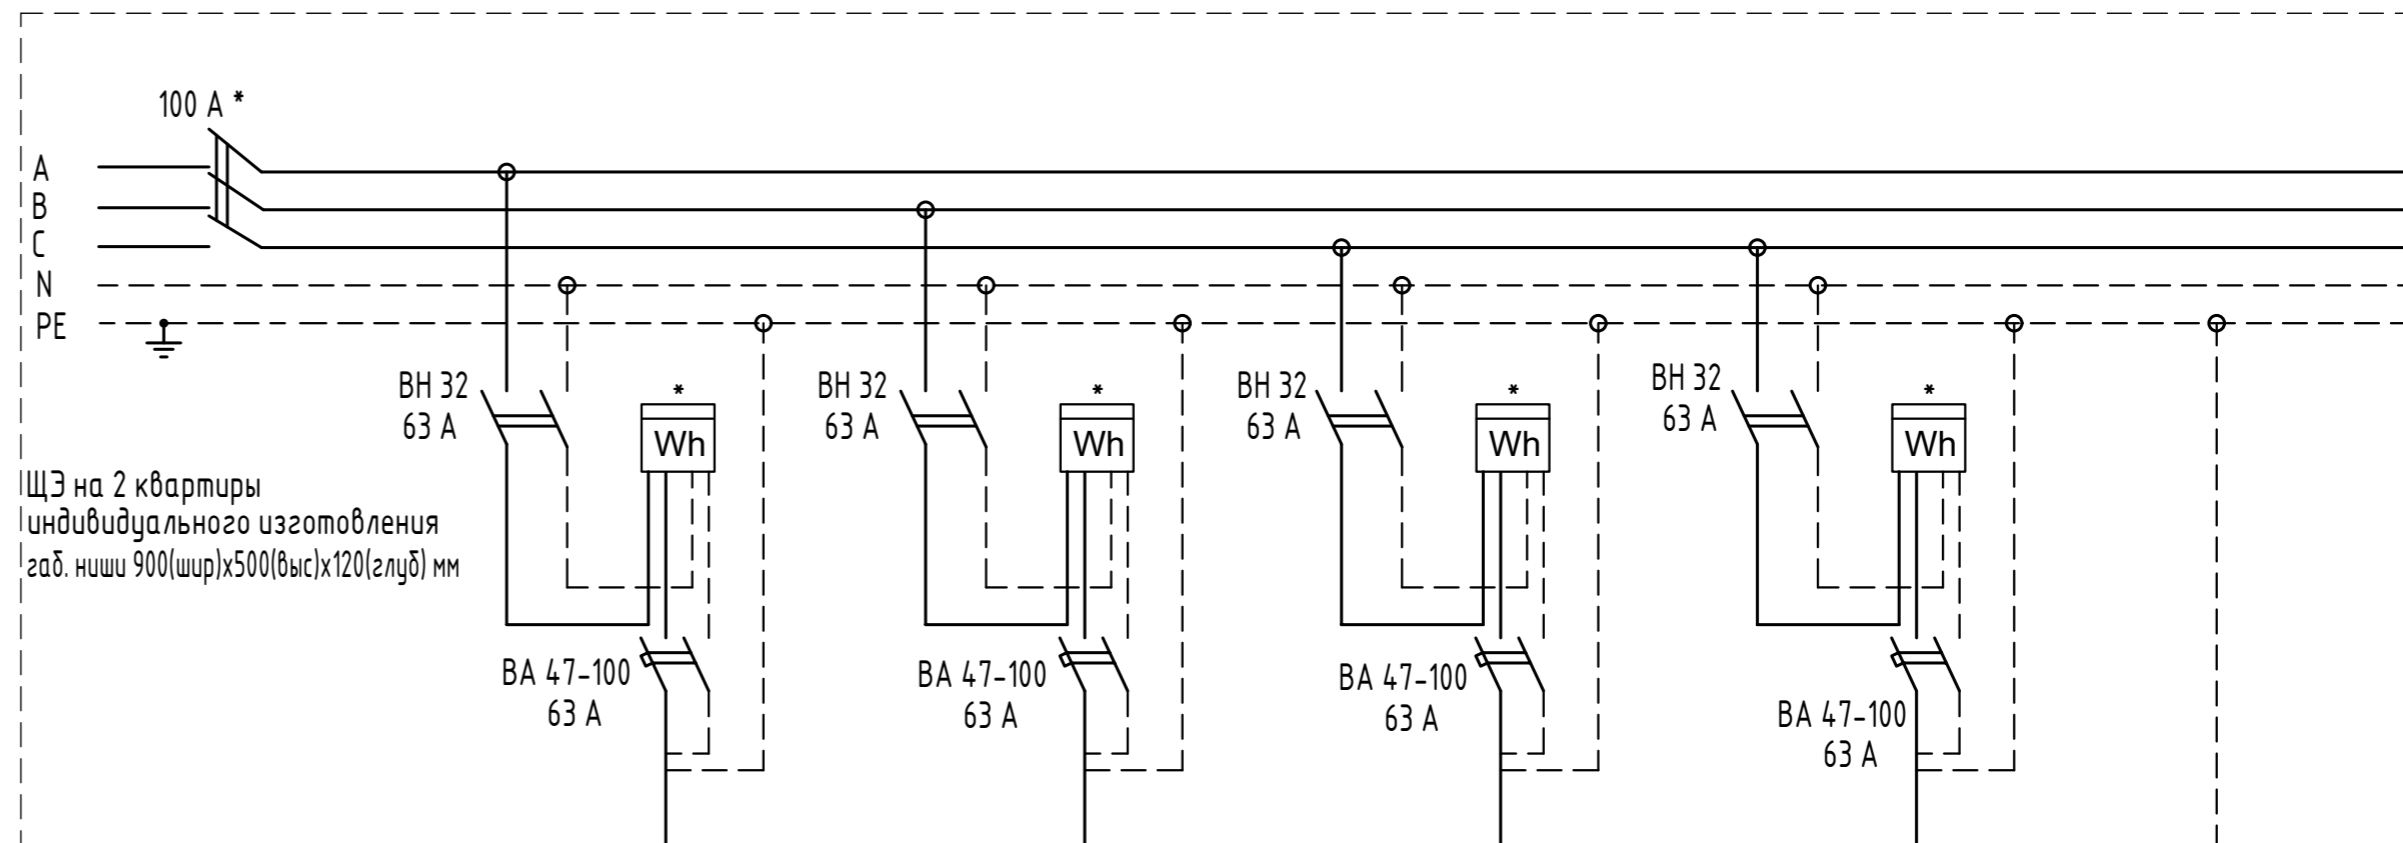 100 А *
А
В
С
N
PE
ВН 32
63 А
*
Wh
ВН 32
63 А
*
Wh
ВН 32
63 А
*
Wh
ВН 32
63 А
*
Wh
ЩЭ на 2 квартиры
индивидуального изготовления
габ. ниши 900(шир)х500(выс)х120(глуб) мм
ВА 47-100
63 А
ВА 47-100
63 А
ВА 47-100
63 А
ВА 47-100
63 А